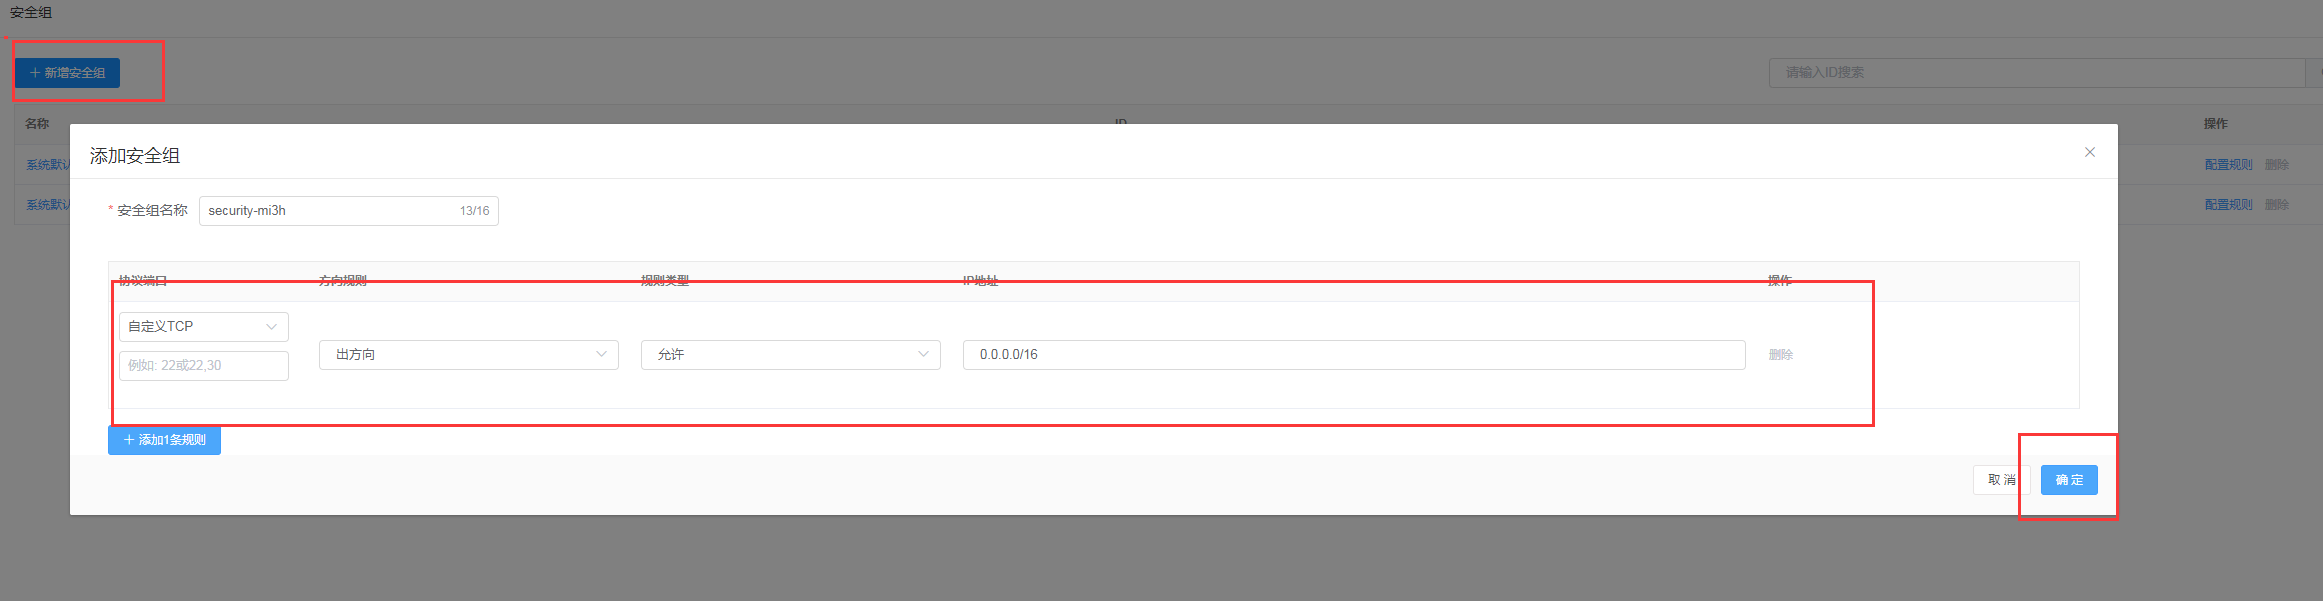 安全组
＋ 新增安全组
请输入ID搜索
名称 ID 操作
系统默认 配置规则 删除
系统默认 配置规则 删除
添加安全组
* 安全组名称 security-mi3h 13/16
协议端口 方向规则 规则类型 IP地址 操作
自定义TCP
例如: 22或22,30
出方向 允许 0.0.0.0/16 删除
＋ 添加1条规则
取 消 确 定